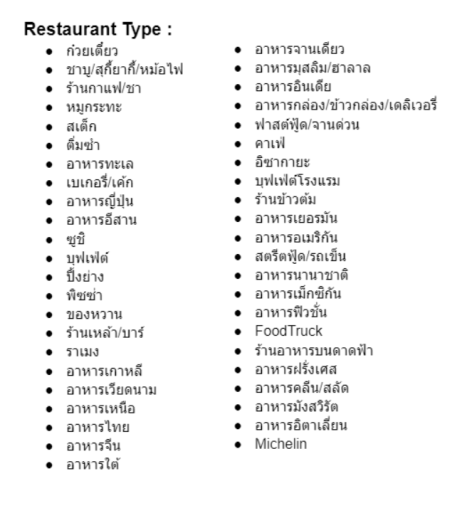 Restaurant Type :
● ก๋วยเตี๋ยว
● ชาบู/สุกี้ยากี้/หม้อไฟ
● ร้านกาแฟ/ชา
● หมูกระทะ
● สเต็ก
● ติ่มซำ
● อาหารทะเล
● เบเกอรี่/เค้ก
● อาหารญี่ปุ่น
● อาหารอีสาน
● ซูชิ
● บุฟเฟ่ต์
● ปิ้งย่าง
● พิซซ่า
● ของหวาน
● ร้านเหล้า/บาร์
● ราเมง
● อาหารเกาหลี
● อาหารเวียดนาม
● อาหารเหนือ
● อาหารไทย
● อาหารจีน
● อาหารใต้
● อาหารจานเดียว
● อาหารมุสลิม/ฮาลาล
● อาหารอินเดีย
● อาหารกล่อง/ข้าวกล่อง/เดลิเวอรี่
● ฟาสต์ฟู้ด/จานด่วน
● คาเฟ่
● อิซากายะ
● บุฟเฟ่ต์โรงแรม
● ร้านข้าวต้ม
● อาหารเยอรมัน
● อาหารอเมริกัน
● สตรีตฟู้ด/รถเข็น
● อาหารนานาชาติ
● อาหารเม็กซิกัน
● อาหารฟิวชั่น
● FoodTruck
● ร้านอาหารบนดาดฟ้า
● อาหารฝรั่งเศส
● อาหารคลีน/สลัด
● อาหารมังสวิรัต
● อาหารอิตาเลี่ยน
● Michelin